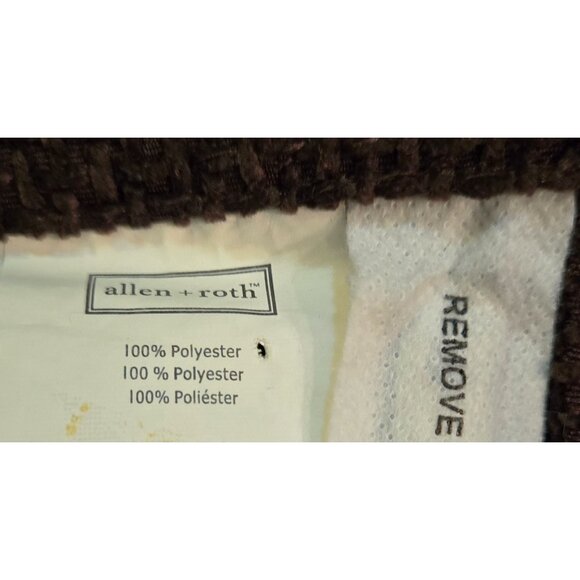 allen + roth™
100% Polyester
100 % Polyester
100% Poliéster
REMOVE